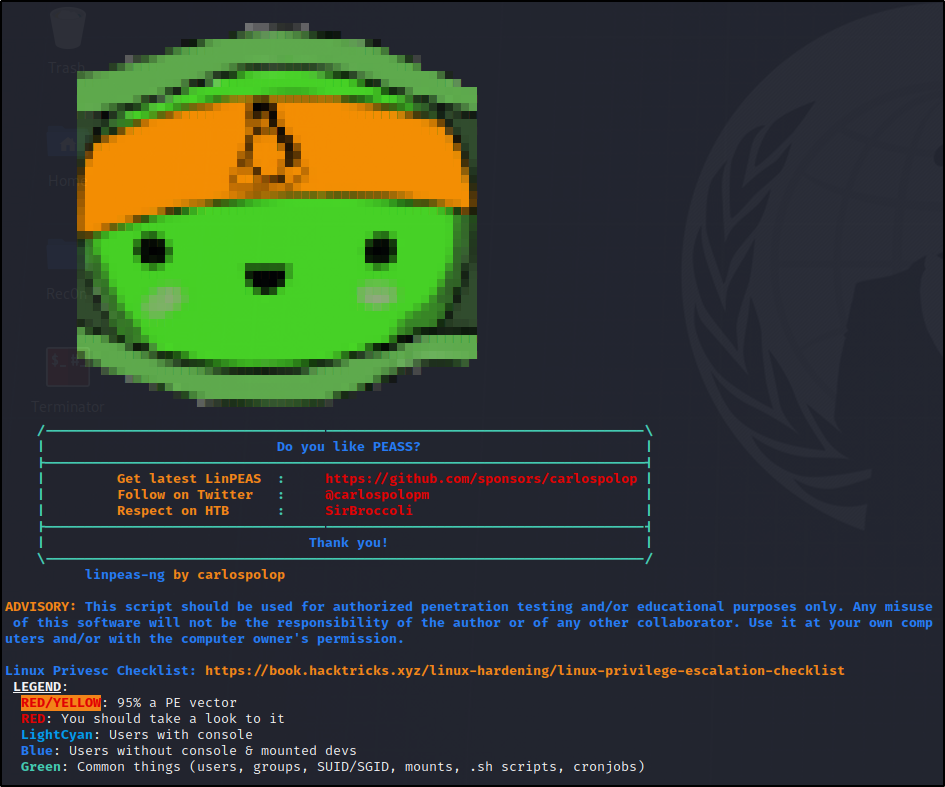 Trash
Home
Rec0r
$_
Terminator
Do you like PEASS?
Get latest LinPEAS : https://github.com/sponsors/carlospolop
Follow on Twitter : @carlospolopm
Respect on HTB : SirBroccoli
Thank you!
linpeas-ng by carlospolop
ADVISORY: This script should be used for authorized penetration testing and/or educational purposes only. Any misuse
of this software will not be the responsibility of the author or of any other collaborator. Use it at your own comp
uters and/or with the computer owner's permission.
Linux Privesc Checklist: https://book.hacktricks.xyz/linux-hardening/linux-privilege-escalation-checklist
LEGEND:
RED/YELLOW: 95% a PE vector
RED: You should take a look to it
LightCyan: Users with console
Blue: Users without console & mounted devs
Green: Common things (users, groups, SUID/SGID, mounts, .sh scripts, cronjobs)